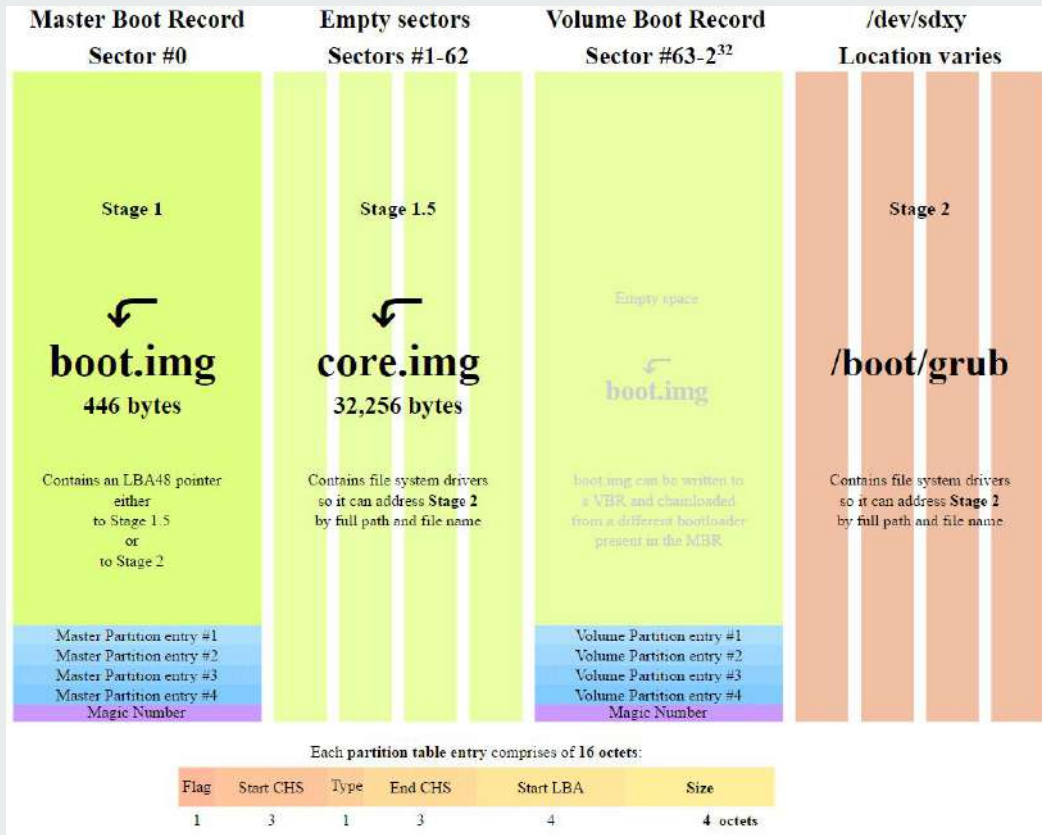 Master Boot Record
Sector #0
Empty sectors
Sectors #1-62
Volume Boot Record
Sector #63-2³²
/dev/sdxy
Location varies
Stage 1
boot.img
446 bytes
Contains an LBA48 pointer
either
to Stage 1.5
or
to Stage 2
Master Partition entry #1
Master Partition entry #2
Master Partition entry #3
Master Partition entry #4
Magic Number
Stage 1.5
core.img
32,256 bytes
Contains file system drivers
so it can address Stage 2
by full path and file name
Empty space
boot.img
boot.img can be written to
a VBR and chainloaded
from a different bootloader
present in the MBR
Volume Partition entry #1
Volume Partition entry #2
Volume Partition entry #3
Volume Partition entry #4
Magic Number
Stage 2
/boot/grub
Contains file system drivers
so it can address Stage 2
by full path and file name
Each partition table entry comprises of 16 octets:
Flag Start CHS Type End CHS Start LBA Size
1 3 1 3 4 4 octets